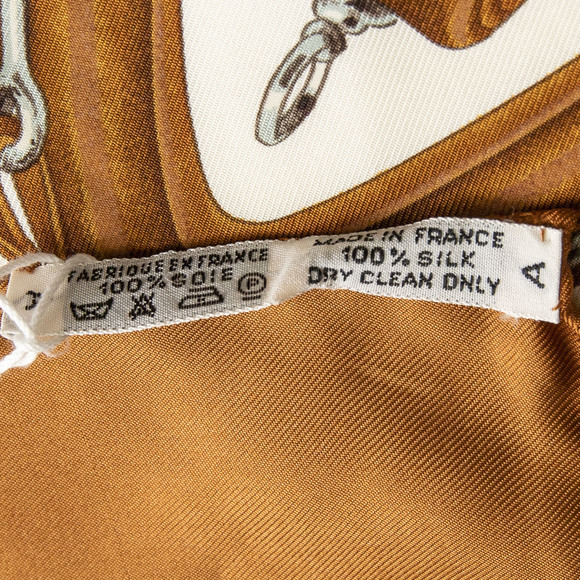 FABRIQUE EN FRANCE
100% SOIE
P
MADE IN FRANCE
100% SILK
DRY CLEAN ONLY
A